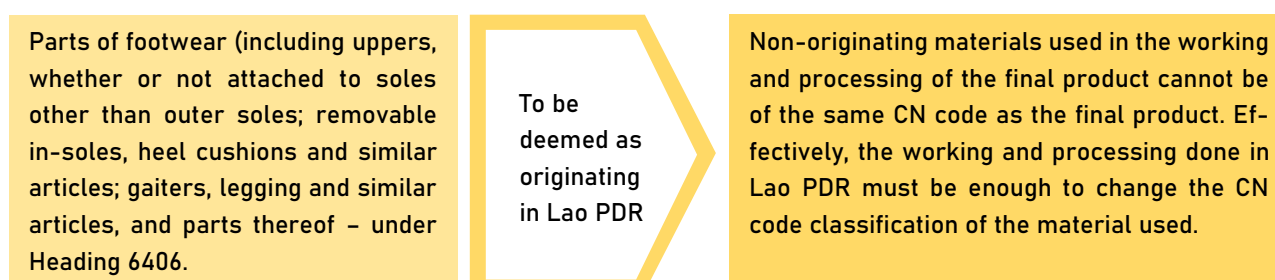 Parts of footwear (including uppers,
whether or not attached to soles
other than outer soles; removable
in-soles, heel cushions and similar
articles; gaiters, legging and similar
articles, and parts thereof – under
Heading 6406.
To be
deemed as
originating
in Lao PDR
Non-originating materials used in the working
and processing of the final product cannot be
of the same CN code as the final product. Ef-
fectively, the working and processing done in
Lao PDR must be enough to change the CN
code classification of the material used.